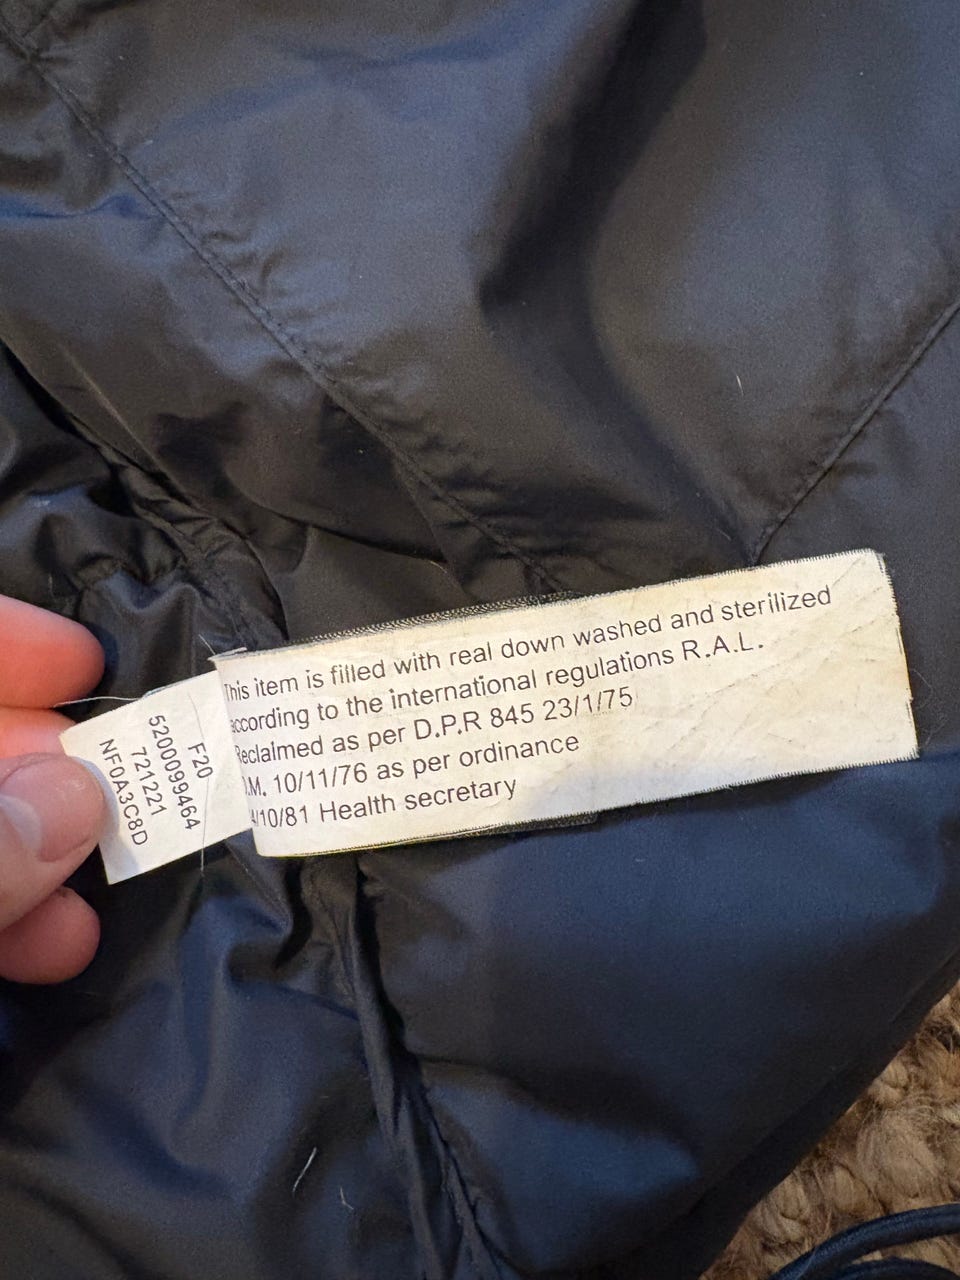 This item is filled with real down washed and sterilized
according to the international regulations R.A.L.
Reclaimed as per D.P.R 845 23/1/75
.M. 10/11/76 as per ordinance
/10/81 Health secretary
F20
5200099464
721221
NF0A3C8D